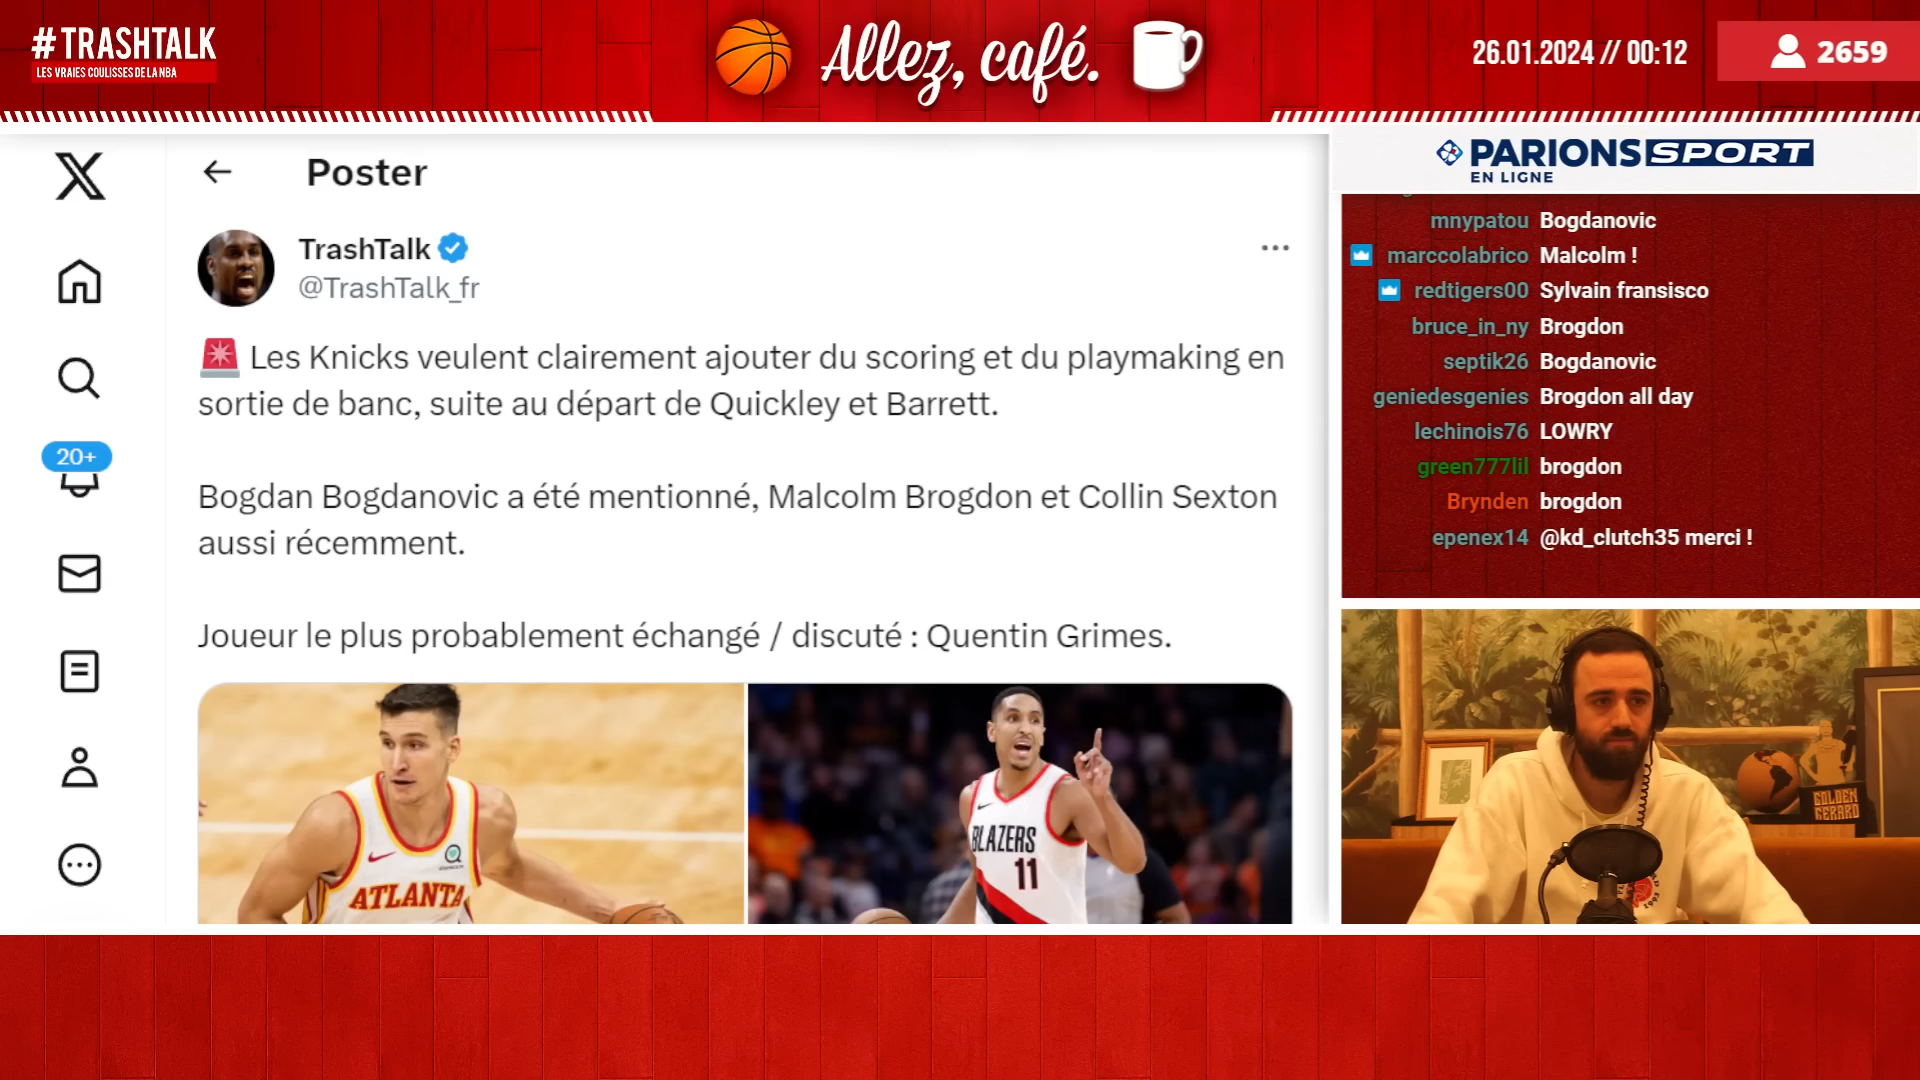 #TRASHTALK
LES VRAIES COULISSES DE LA NBA
Allez, café.
26.01.2024 // 00:12
2659
Poster
TrashTalk
@TrashTalk_fr
Les Knicks veulent clairement ajouter du scoring et du playmaking en
sortie de banc, suite au départ de Quickley et Barrett.
Bogdan Bogdanovic a été mentionné, Malcolm Brogdon et Collin Sexton
aussi récemment.
Joueur le plus probablement échangé / discuté : Quentin Grimes.
20+
ATLANTA
BLAZERS
11
PARIONS SPORT
EN LIGNE
mnypatou Bogdanovic
marccolabrico Malcolm !
redtigers00 Sylvain fransisco
bruce_in_ny Brogdon
septik26 Bogdanovic
geniedesgenies Brogdon all day
lechinois76 LOWRY
green777lil brogdon
Brynden brogdon
epenex14 @kd_clutch35 merci !
GOLDEN
GERARD